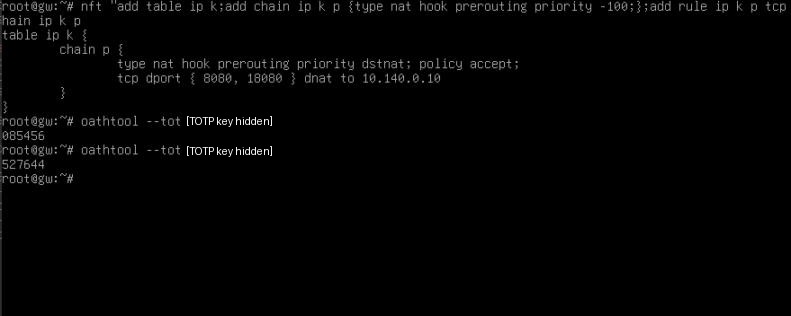 root@gw:~# nft "add table ip k;add chain ip k p {type nat hook prerouting priority -100;};add rule ip k p tcp
hain ip k p
table ip k {
chain p {
type nat hook prerouting priority dstnat; policy accept;
tcp dport { 8080, 18080 } dnat to 10.140.0.10
}
}
root@gw:~# oathtool --tot [TOTP key hidden]
085456
root@gw:~# oathtool --tot [TOTP key hidden]
527644
root@gw:~#